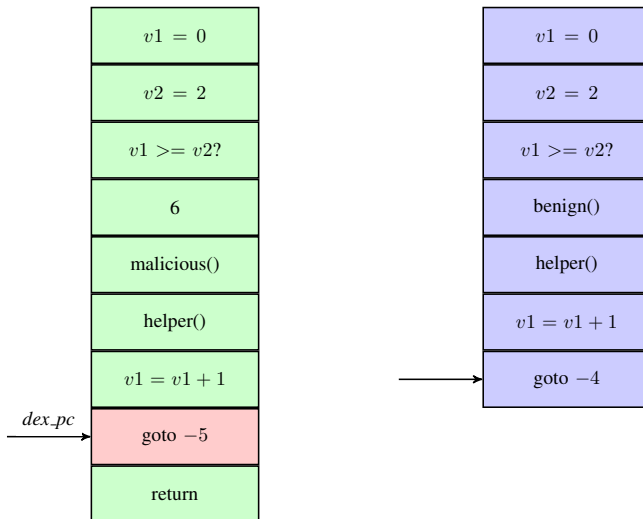 v1 = 0
v2 = 2
v1 >= v2?
6
malicious()
helper()
v1 = v1 + 1
dex_pc
goto −5
return
v1 = 0
v2 = 2
v1 >= v2?
benign()
helper()
v1 = v1 + 1
goto −4